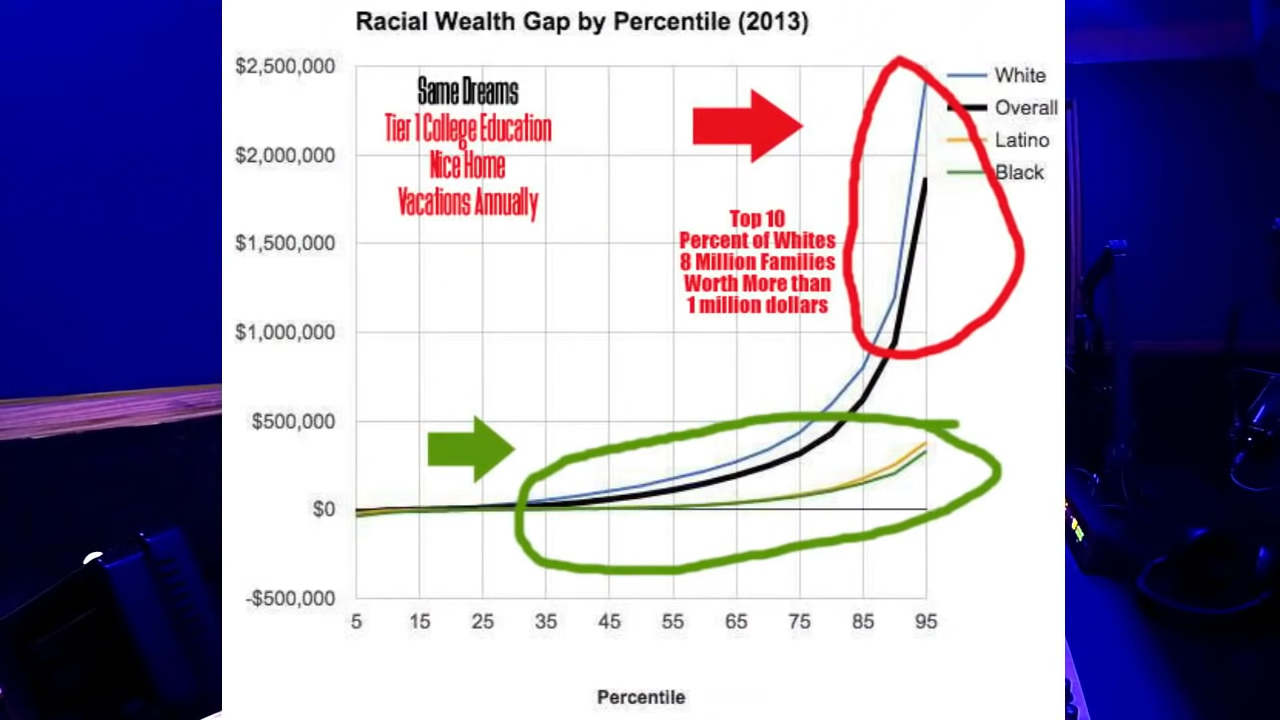 Racial Wealth Gap by Percentile (2013)
$2,500,000
$2,000,000
$1,500,000
$1,000,000
$500,000
$0
-$500,000
Same Dreams
Tier 1 College Education
Nice Home
Vacations Annually
Top 10
Percent of Whites
8 Million Families
Worth More than
1 million dollars
White
Overall
Latino
Black
5 15 25 35 45 55 65 75 85 95
Percentile